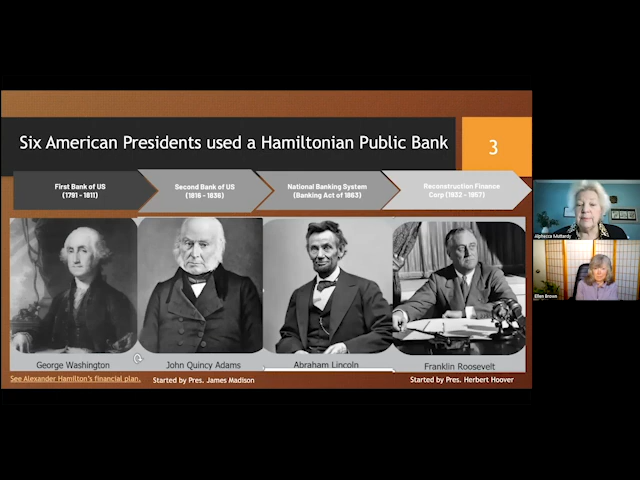 Six American Presidents used a Hamiltonian Public Bank
3
First Bank of US
(1791 - 1811)
Second Bank of US
(1816 - 1836)
National Banking System
(Banking Act of 1863)
Reconstruction Finance
Corp (1932 - 1957)
George Washington
John Quincy Adams
Abraham Lincoln
Franklin Roosevelt
See Alexander Hamilton's financial plan.
Started by Pres. James Madison
Started by Pres. Herbert Hoover
Ellen Brown